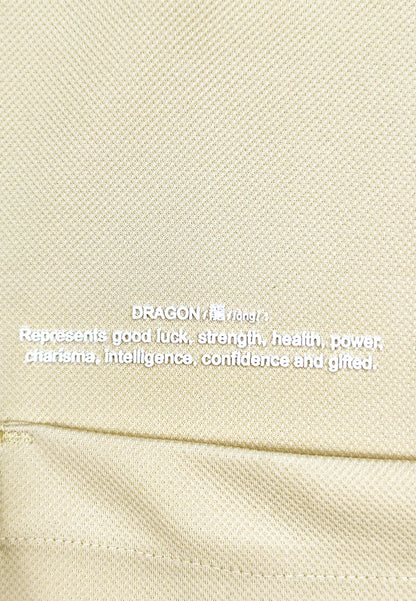 DRAGON /龍/lóng/:
Represents good luck, strength, health, power,
charisma, intelligence, confidence and gifted.